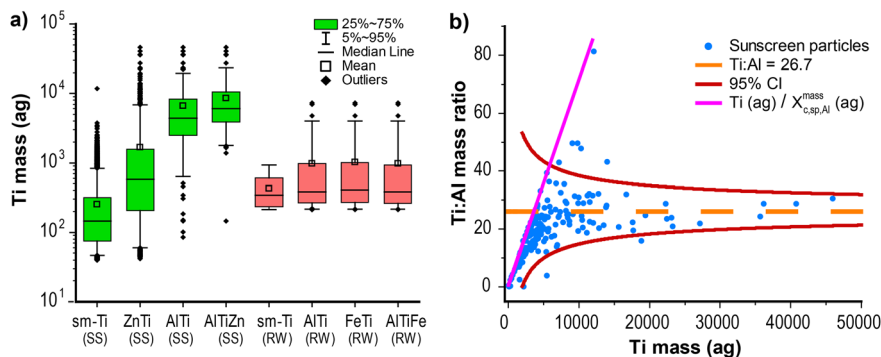 a)
Ti mass (ag)
10^5
10^4
10^3
10^2
10^1
25%~75%
5%~95%
Median Line
Mean
Outliers
sm-Ti (SS)
ZnTi (SS)
AlTi (SS)
AlTiZn (SS)
sm-Ti (RW)
AlTi (RW)
FeTi (RW)
AlTiFe (RW)
b)
Ti:Al mass ratio
80
60
40
20
0
Sunscreen particles
Ti:Al = 26.7
95% CI
Ti (ag) / X_{c,sp,Al}^{mass} (ag)
0 10000 20000 30000 40000 50000
Ti mass (ag)